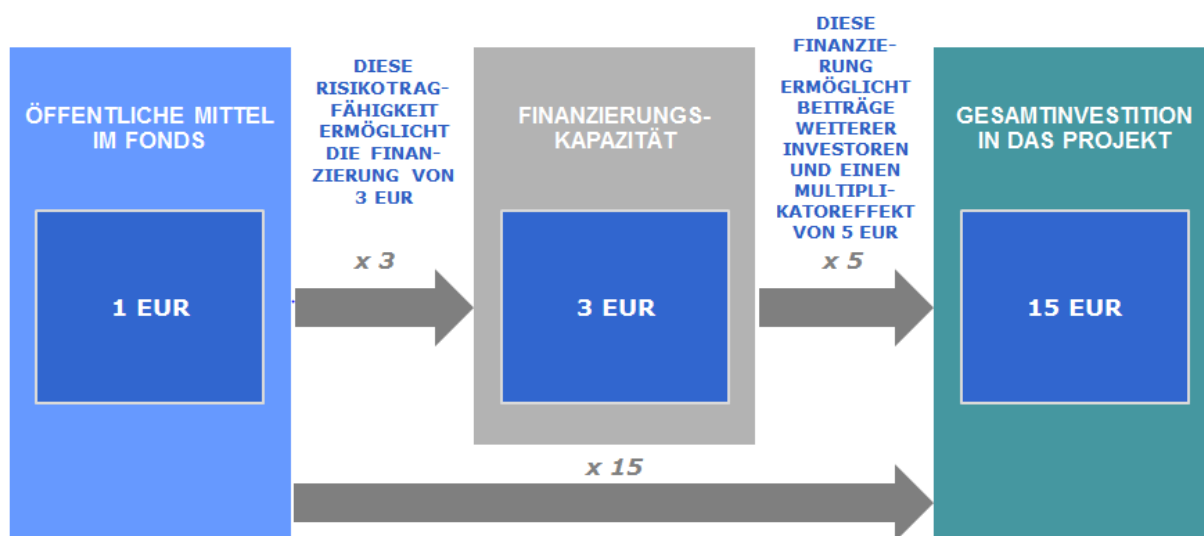 ÖFFENTLICHE MITTEL
IM FONDS
1 EUR
DIESE
RISIKOTRAG-
FÄHIGKEIT
ERMÖGLICHT
DIE FINAN-
ZIERUNG VON
3 EUR
x 3
FINANZIERUNGS-
KAPAZITÄT
3 EUR
DIESE
FINANZIE-
RUNG
ERMÖGLICHT
BEITRÄGE
WEITERER
INVESTOREN
UND EINEN
MULTIPLI-
KATOREFFEKT
VON 5 EUR
x 5
GESAMTINVESTITION
IN DAS PROJEKT
15 EUR
x 15